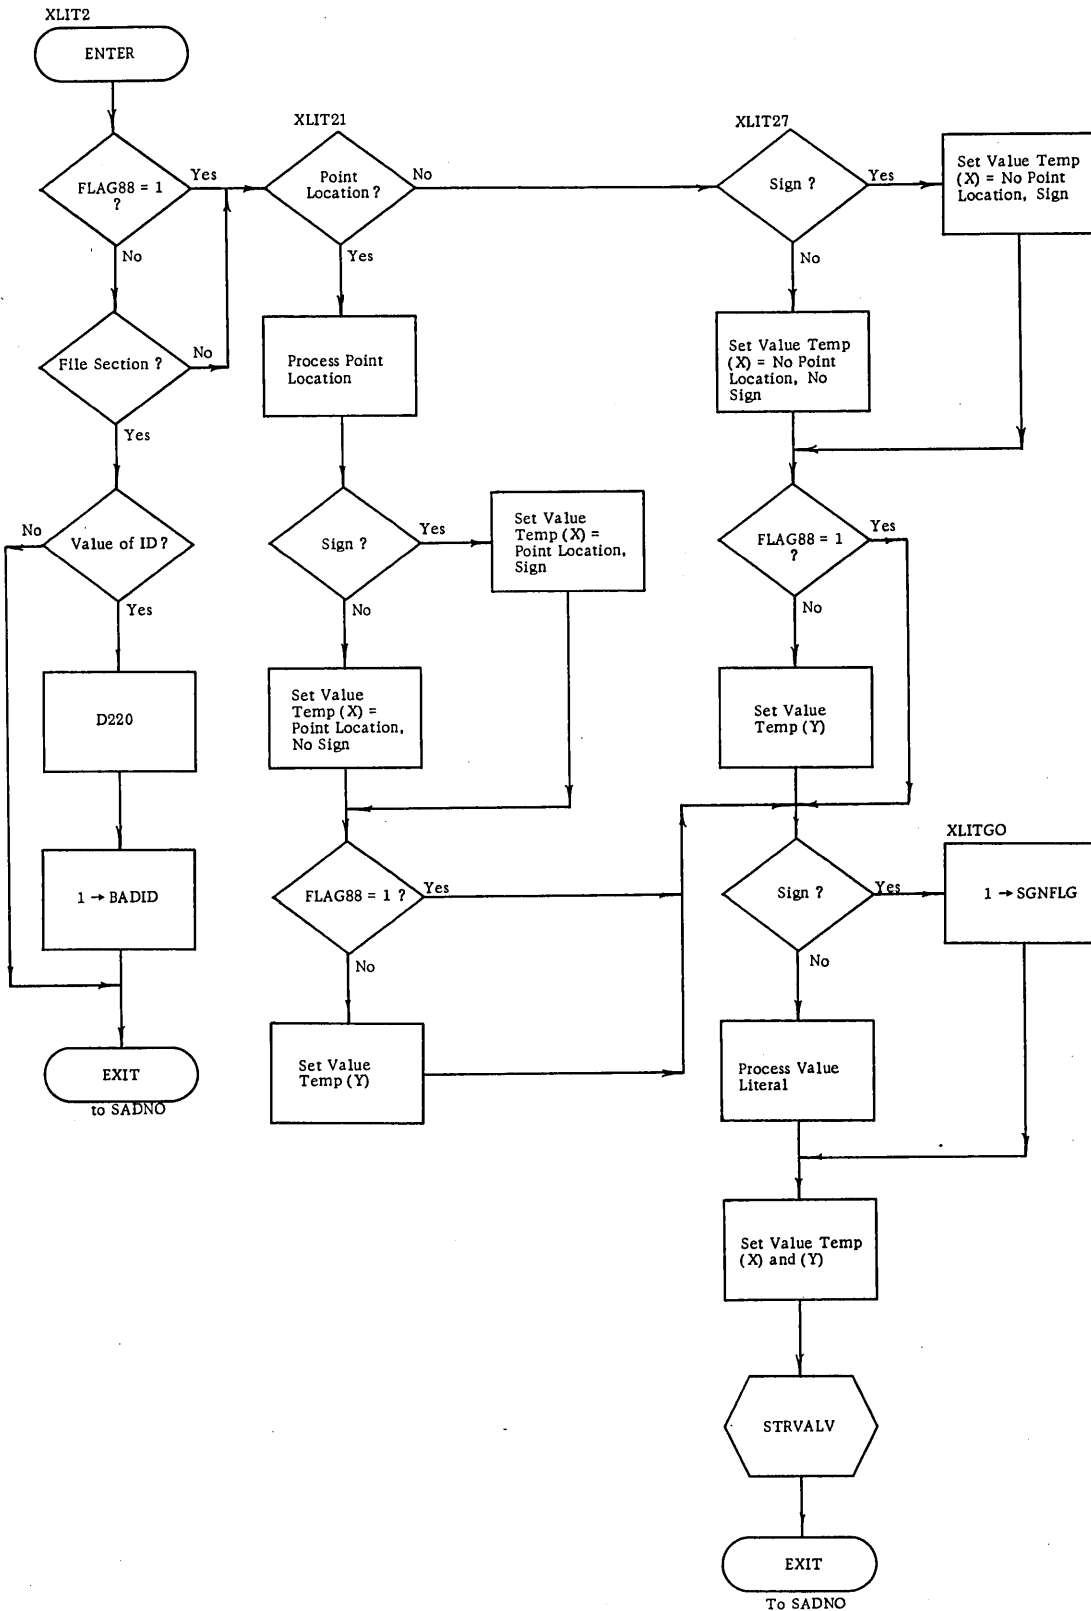 XLIT2
ENTER
FLAG88 = 1
?
Yes
No
File Section ?
No
Yes
Value of ID ?
No
Yes
D220
1 → BADID
EXIT
to SADNO
XLIT21
Point
Location ?
No
Yes
Process Point
Location
Sign ?
Yes
No
Set Value
Temp (X) =
Point Location,
Sign
Set Value
Temp (X) =
Point Location,
No Sign
FLAG88 = 1 ?
Yes
No
Set Value
Temp (Y)
XLIT27
Sign ?
Yes
No
Set Value Temp
(X) = No Point
Location, Sign
Set Value Temp
(X) = No Point
Location, No
Sign
FLAG88 = 1
?
Yes
No
Set Value
Temp (Y)
Sign ?
Yes
No
XLITGO
1 → SGNFLG
Process Value
Literal
Set Value Temp
(X) and (Y)
STRVALV
EXIT
To SADNO